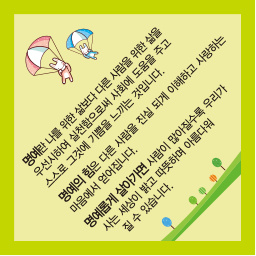 명예란 나를 위한 삶보다 다른 사람을 위한 삶을
우선시하여 실천함으로써 사회에 도움을 주고
스스로 그것에 기쁨을 느끼는 것입니다.
명예의 힘은 다른 사람을 진실 되게 이해하고 사랑하는
마음에서 얻어집니다.
명예롭게 살아가면 사람이 많아질수록 우리가
사는 세상이 밝고 따뜻하며 아름다워
질 수 있습니다.